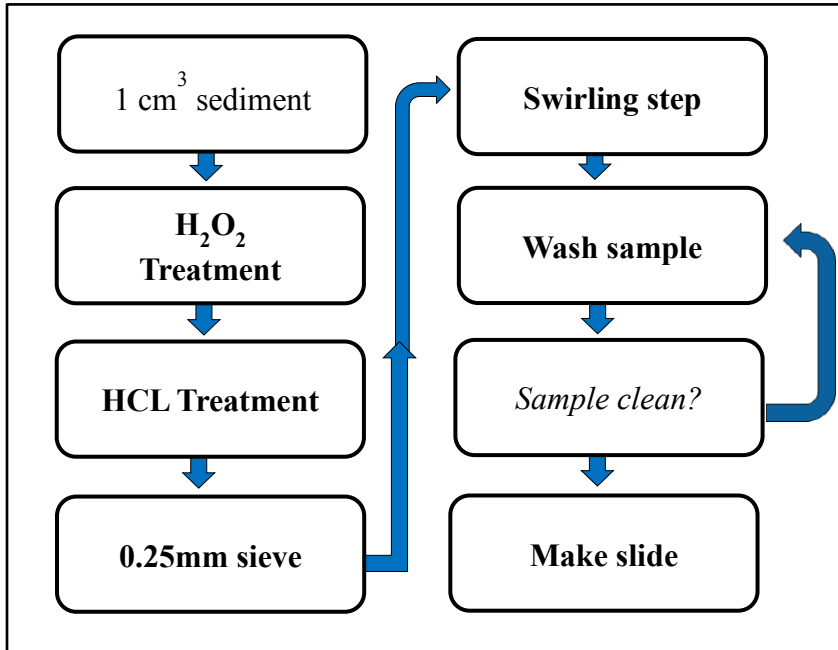 1 cm³ sediment
H₂O₂
Treatment
HCL Treatment
0.25mm sieve
Swirling step
Wash sample
Sample clean?
Make slide